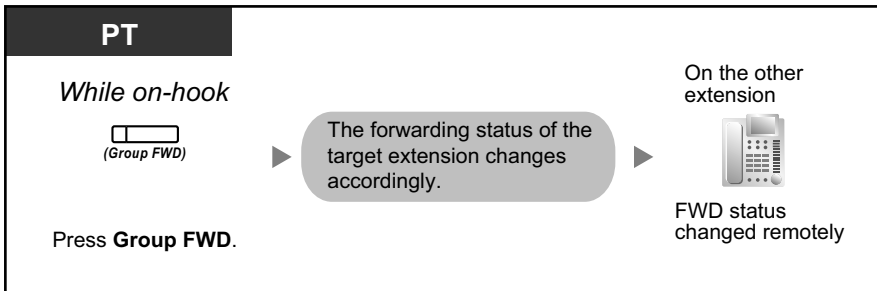 PT
While on-hook
(Group FWD)
Press Group FWD.
The forwarding status of the
target extension changes
accordingly.
On the other
extension
FWD status
changed remotely